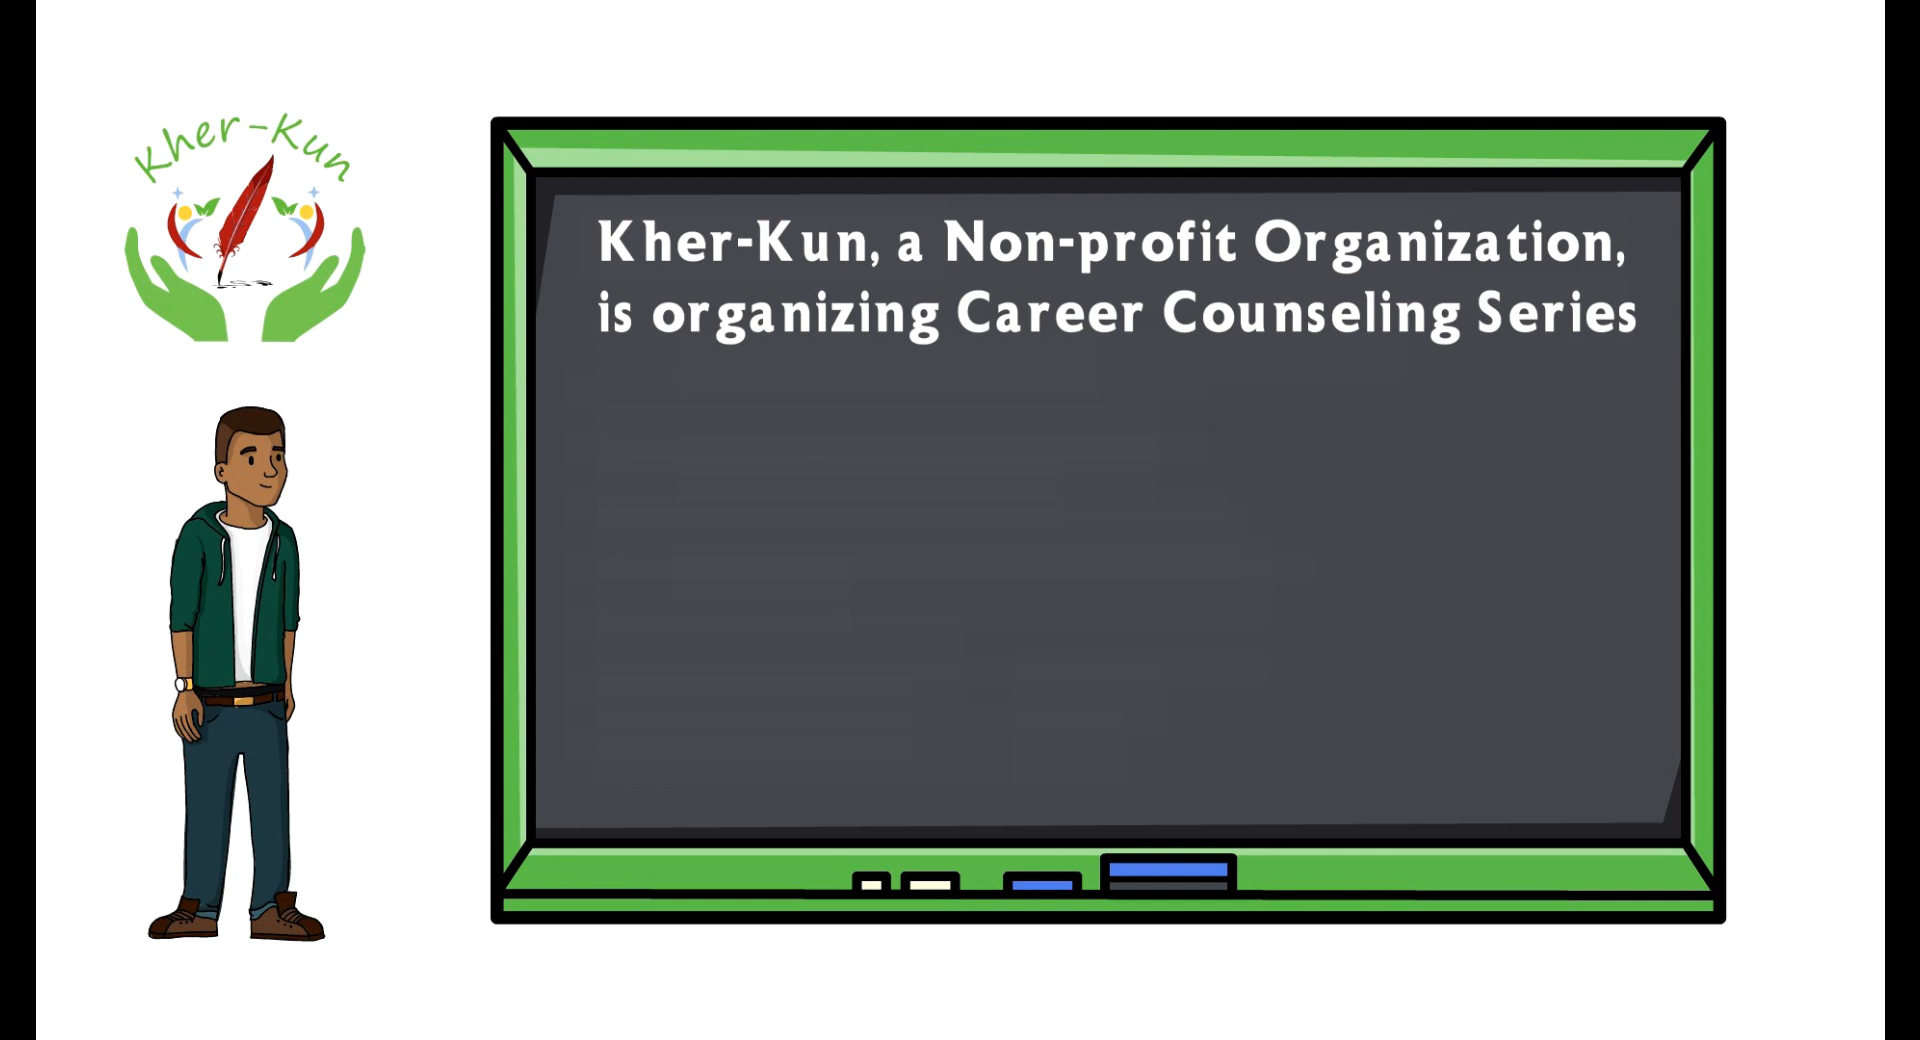 Kher-Kun
Kher-Kun, a Non-profit Organization,
is organizing Career Counseling Series